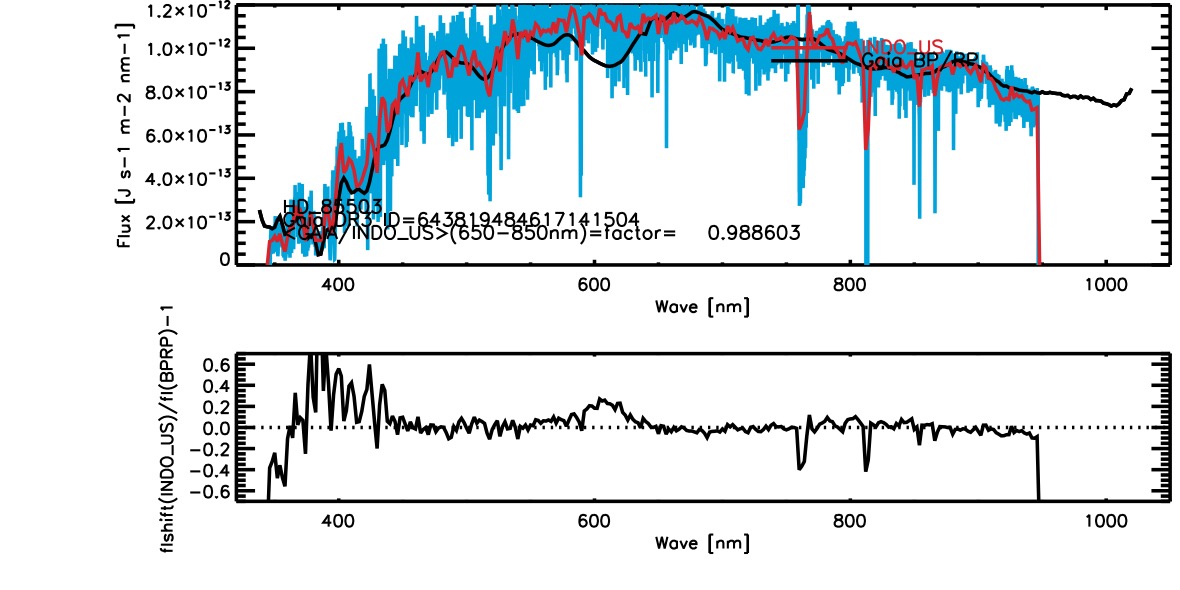 1.2×10−12
1.0×10−12
8.0×10−13
6.0×10−13
4.0×10−13
2.0×10−13
0
Flux [J s−1 m−2 nm−1]
INDO_US
Gaia BP/RP
HD_85503
Gaia DR3 ID=6438194846171415 04
<GAIA/INDO_US>(650−850nm)=factor= 0.988603
400 600 800 1000
Wave [nm]
flshift(INDO_US)/fl(BPRP)−1
0.6
0.4
0.2
0.0
−0.2
−0.4
−0.6
400 600 800 1000
Wave [nm]